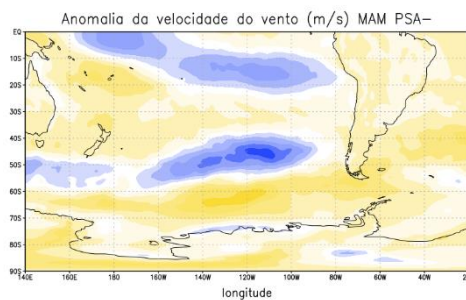 Anomalia da velocidade do vento (m/s) MAM PSA−
EQ
10S
20S
30S
40S
50S
60S
70S
80S
90S
140E 160E 180 160W 140W 120W 100W 80W 60W 40W
longitude